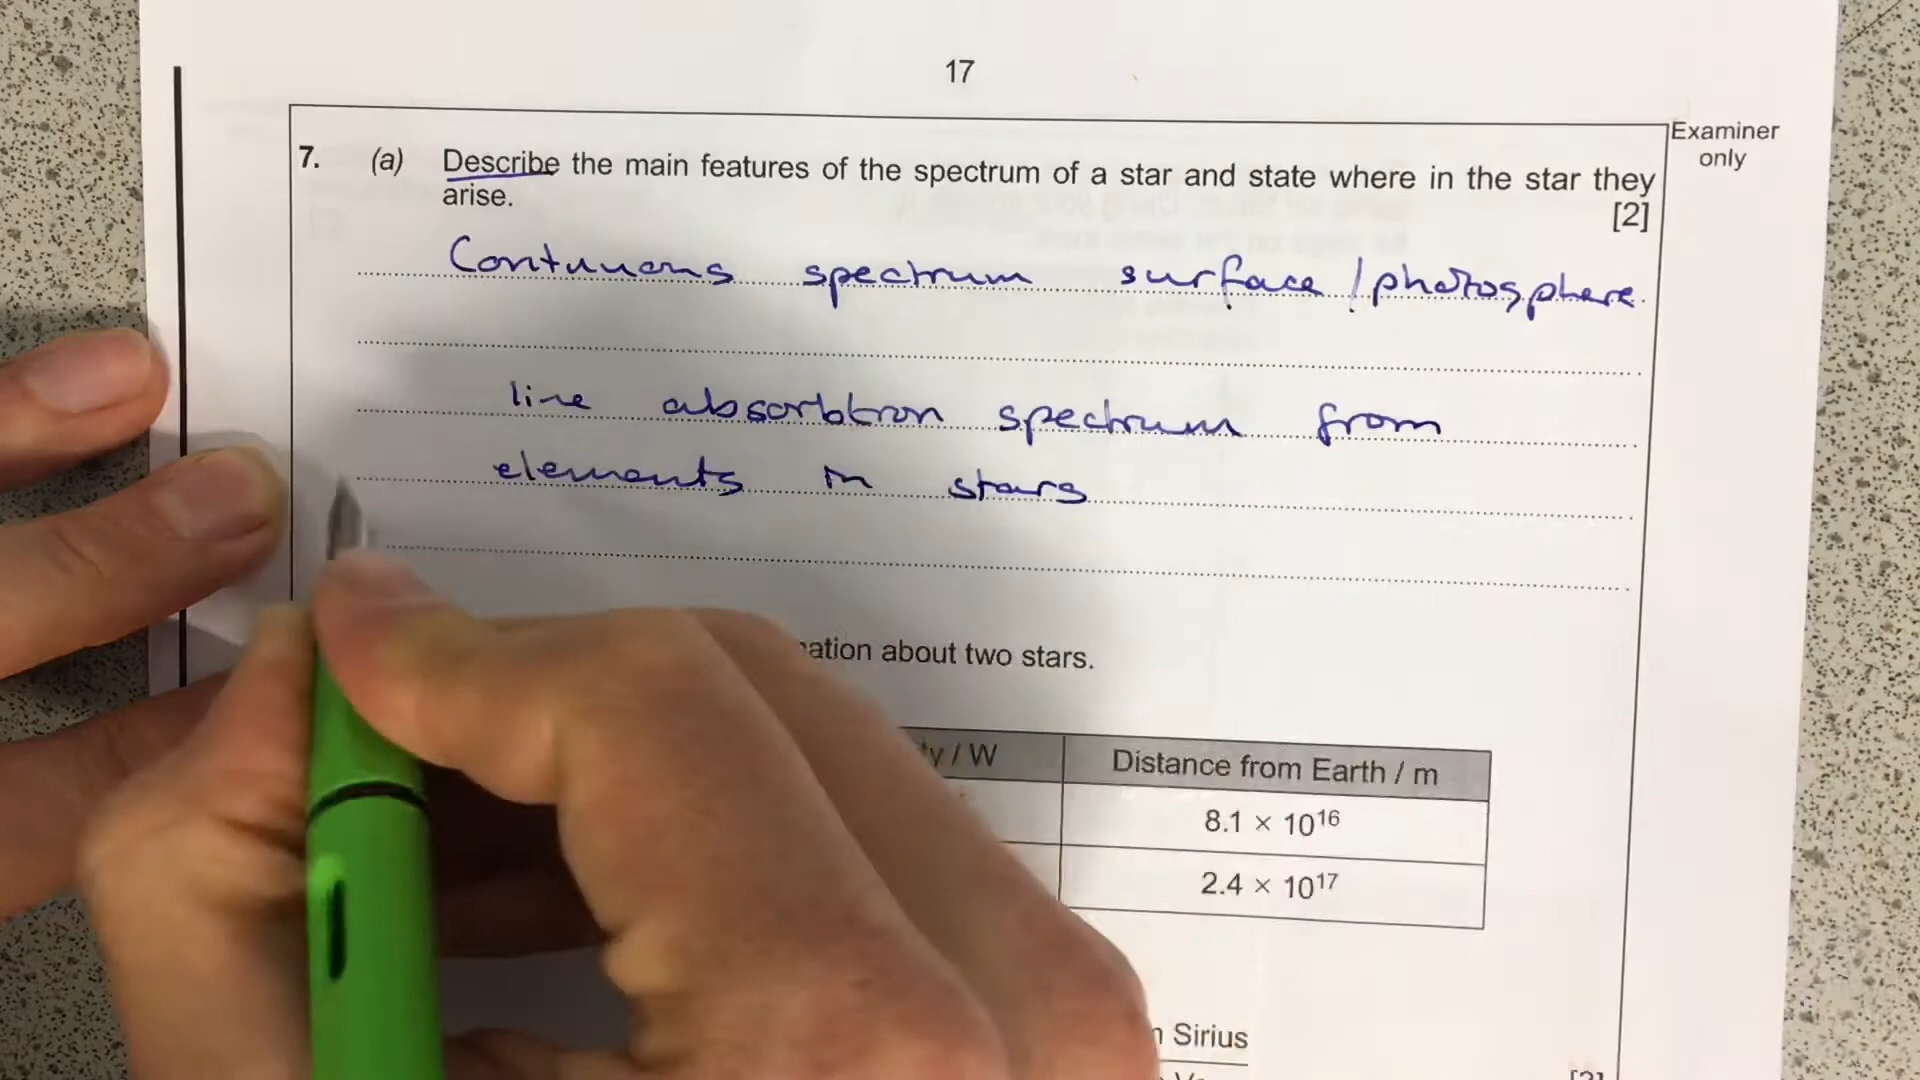 17
Examiner
only
7. (a) Describe the main features of the spectrum of a star and state where in the star they
arise.
[2]
Continuous spectrum surface / photosphere
line absorbtion spectrum from
elements in stars
about two stars.
/ W
Distance from Earth / m
8.1 × 10¹⁶
2.4 × 10¹⁷
Sirius